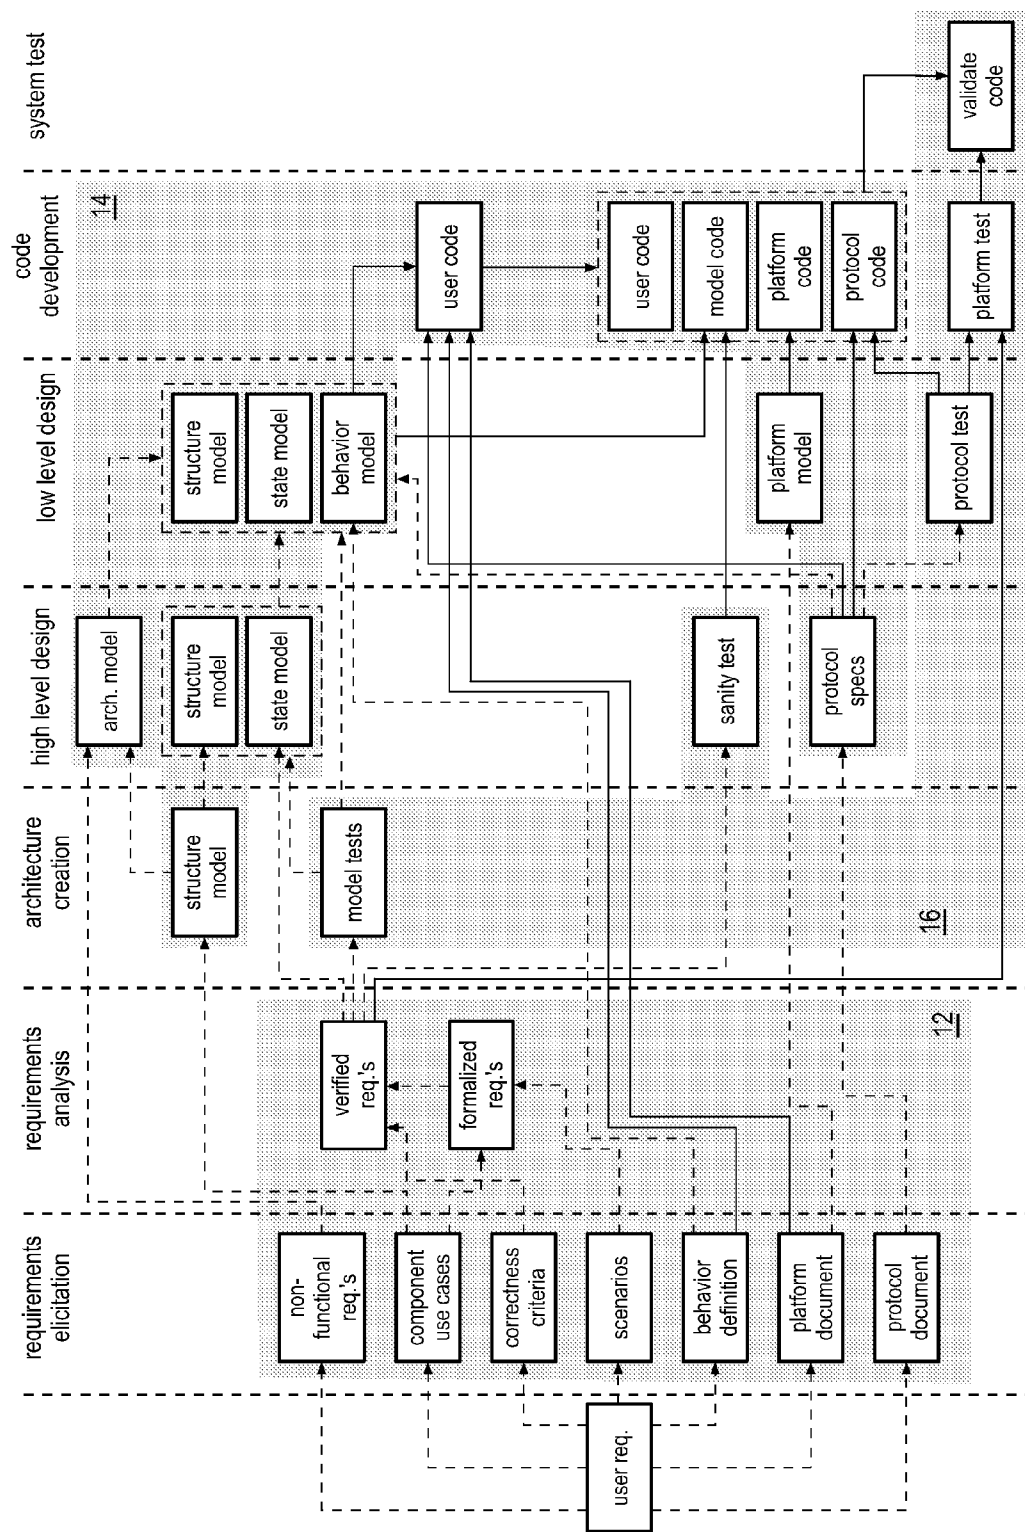 requirements
elicitation
requirements
analysis
architecture
creation
high level design
low level design
code
development
system test
user req.
non-
functional
req.'s
component
use cases
correctness
criteria
scenarios
behavior
definition
platform
document
protocol
document
verified
req.'s
formalized
req.'s
12
structure
model
model tests
16
arch. model
structure
model
state model
sanity test
protocol
specs
structure
model
state model
behavior
model
platform
model
protocol test
14
user code
user code
model code
platform
code
protocol
code
platform test
validate
code